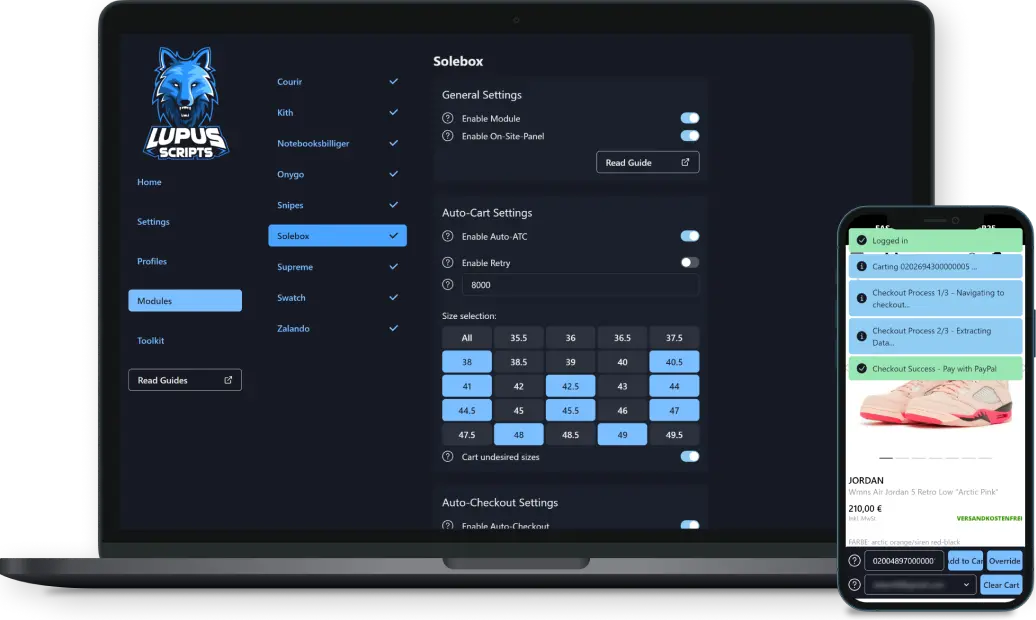 LUPUS
SCRIPTS
Home
Settings
Profiles
Modules
Toolkit
Read Guides
Courir
Kith
Notebooksbilliger
Onygo
Snipes
Solebox
Supreme
Swatch
Zalando
Solebox
General Settings
Enable Module
Enable On-Site-Panel
Read Guide
Auto-Cart Settings
Enable Auto-ATC
Enable Retry
8000
Size selection:
All 35.5 36 36.5 37.5
38 38.5 39 40 40.5
41 42 42.5 43 44
44.5 45 45.5 46 47
47.5 48 48.5 49 49.5
Cart undesired sizes
Auto-Checkout Settings
Enable Auto-Checkout
Logged in
Carting 0202694300000005 ...
Checkout Process 1/3 - Navigating to
checkout...
Checkout Process 2/3 - Extracting
Data...
Checkout Success - Pay with PayPal
JORDAN
Wmns Air Jordan 5 Retro Low "Arctic Pink"
210,00 €
Inkl. MwSt.
VERSANDKOSTENFREI
FARBE: arctic orange/siren red-black
02004897000000
dd to Car
Override
Clear Cart